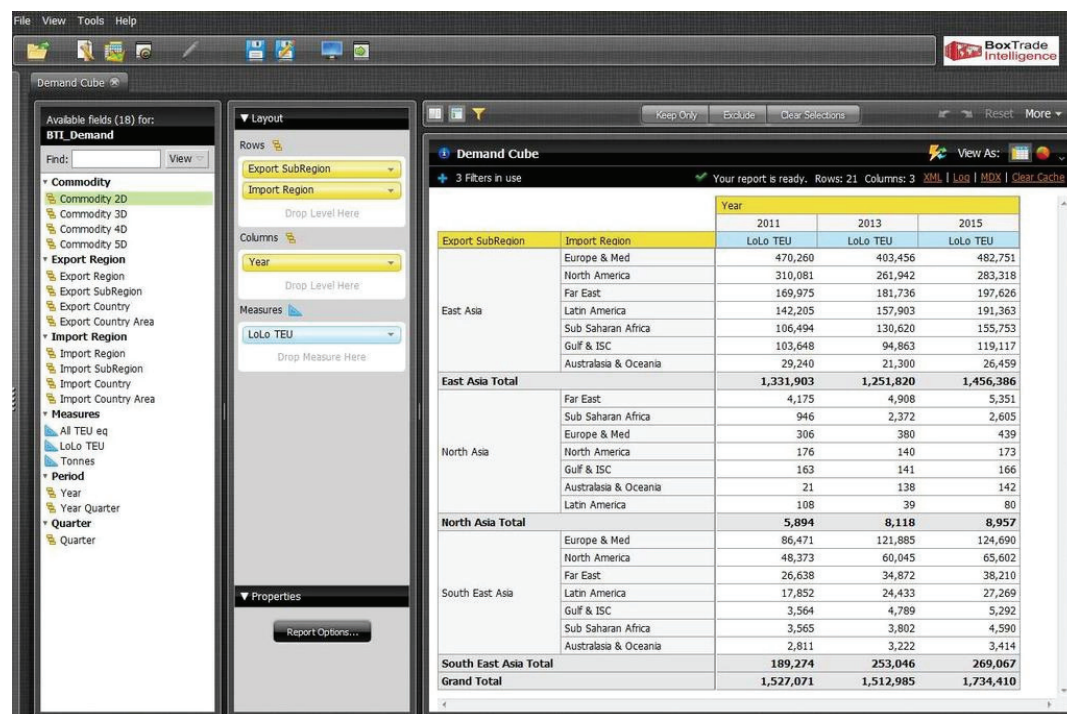 File View Tools Help
BoxTrade Intelligence
Demand Cube
Available fields (18) for:
BTI_Demand
Find: View
Commodity
Commodity 2D
Commodity 3D
Commodity 4D
Commodity 5D
Export Region
Export Region
Export SubRegion
Export Country
Export Country Area
Import Region
Import Region
Import SubRegion
Import Country
Import Country Area
Measures
All TEU eq
LoLo TEU
Tonnes
Period
Year
Year Quarter
Quarter
Quarter
Layout
Rows
Export SubRegion
Import Region
Drop Level Here
Columns
Year
Drop Level Here
Measures
LoLo TEU
Drop Measure Here
Properties
Report Options...
Keep Only Exclude Clear Selections Reset More
Demand Cube View As:
3 Filters in use Your report is ready. Rows: 21 Columns: 3 XML | Log | MDX | Clear Cache
Year
2011 2013 2015
Export SubRegion Import Region LoLo TEU LoLo TEU LoLo TEU
Europe & Med 470,260 403,456 482,751
North America 310,081 261,942 283,318
Far East 169,975 181,736 197,626
East Asia Latin America 142,205 157,903 191,363
Sub Saharan Africa 106,494 130,620 155,753
Gulf & ISC 103,648 94,863 119,117
Australasia & Oceania 29,240 21,300 26,459
East Asia Total 1,331,903 1,251,820 1,456,386
Far East 4,175 4,908 5,351
Sub Saharan Africa 946 2,372 2,605
Europe & Med 306 380 439
North Asia North America 176 140 173
Gulf & ISC 163 141 166
Australasia & Oceania 21 138 142
Latin America 108 39 80
North Asia Total 5,894 8,118 8,957
Europe & Med 86,471 121,885 124,690
North America 48,373 60,045 65,602
Far East 26,638 34,872 38,210
South East Asia Latin America 17,852 24,433 27,269
Gulf & ISC 3,564 4,789 5,292
Sub Saharan Africa 3,565 3,802 4,590
Australasia & Oceania 2,811 3,222 3,414
South East Asia Total 189,274 253,046 269,067
Grand Total 1,527,071 1,512,985 1,734,410